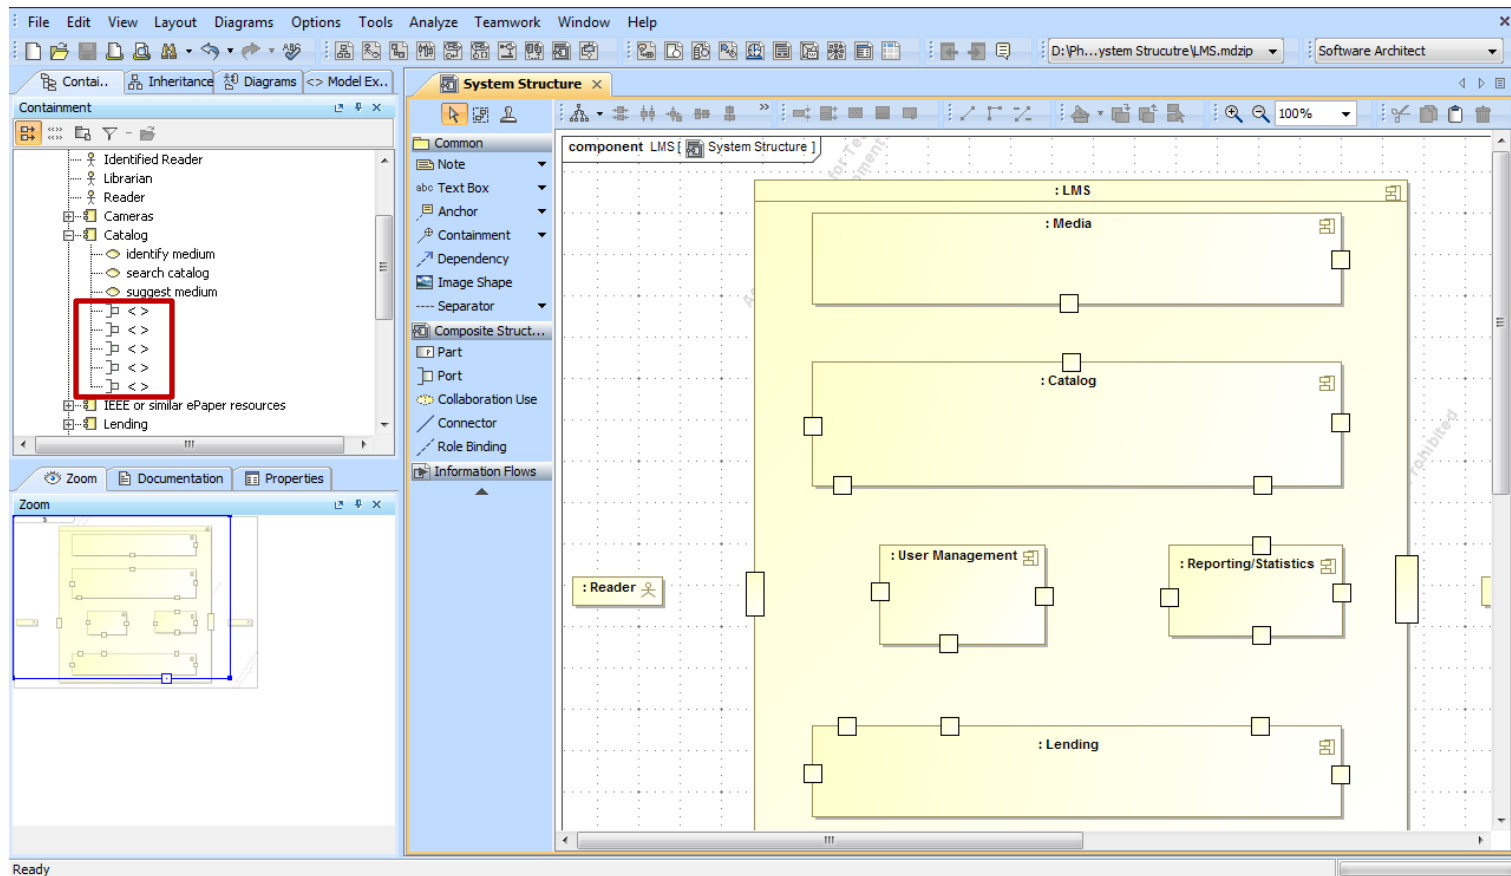 File Edit View Layout Diagrams Options Tools Analyze Teamwork Window Help
D:\Ph...ystem Strucutre\LMS.mdzip
Software Architect
Contai.. Inheritance Diagrams <> Model Ex..
System Structure
Containment
100%
Identified Reader
Librarian
Reader
Cameras
Catalog
identify medium
search catalog
suggest medium
< >
< >
< >
< >
< >
IEEE or similar ePaper resources
Lending
Zoom Documentation Properties
Zoom
Common
Note
abc Text Box
Anchor
Containment
Dependency
Image Shape
Separator
Composite Struct...
Part
Port
Collaboration Use
Connector
Role Binding
Information Flows
component LMS [ System Structure ]
: LMS
: Media
: Catalog
: User Management
: Reporting/Statistics
: Reader
: Lending
Ready